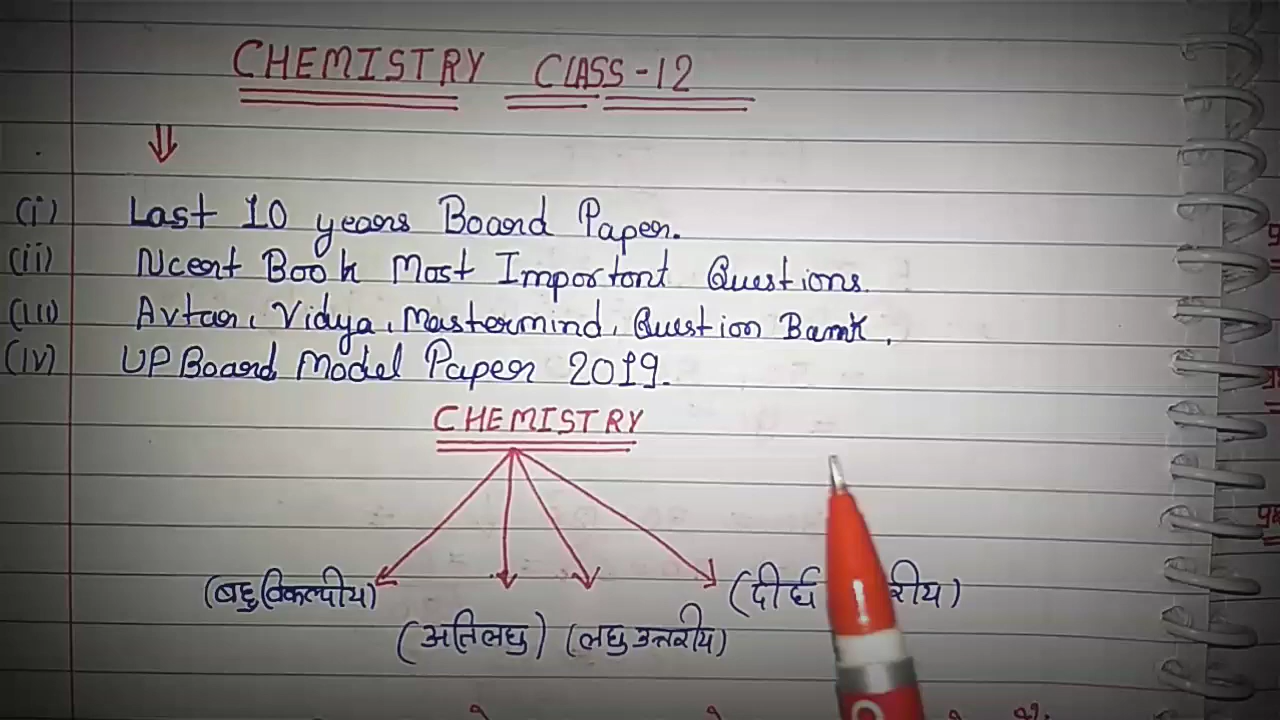 CHEMISTRY CLASS-12
(i) Last 10 years Board Paper.
(ii) Ncert Book Most Important Questions.
(iii) Avtar, Vidya, Mastermind, Question Bank.
(iv) UP Board Model Paper 2019.
CHEMISTRY
(बहुविकल्पीय)
(अतिलघु) (लघु उत्तरीय)
(दीर्घ रीय)